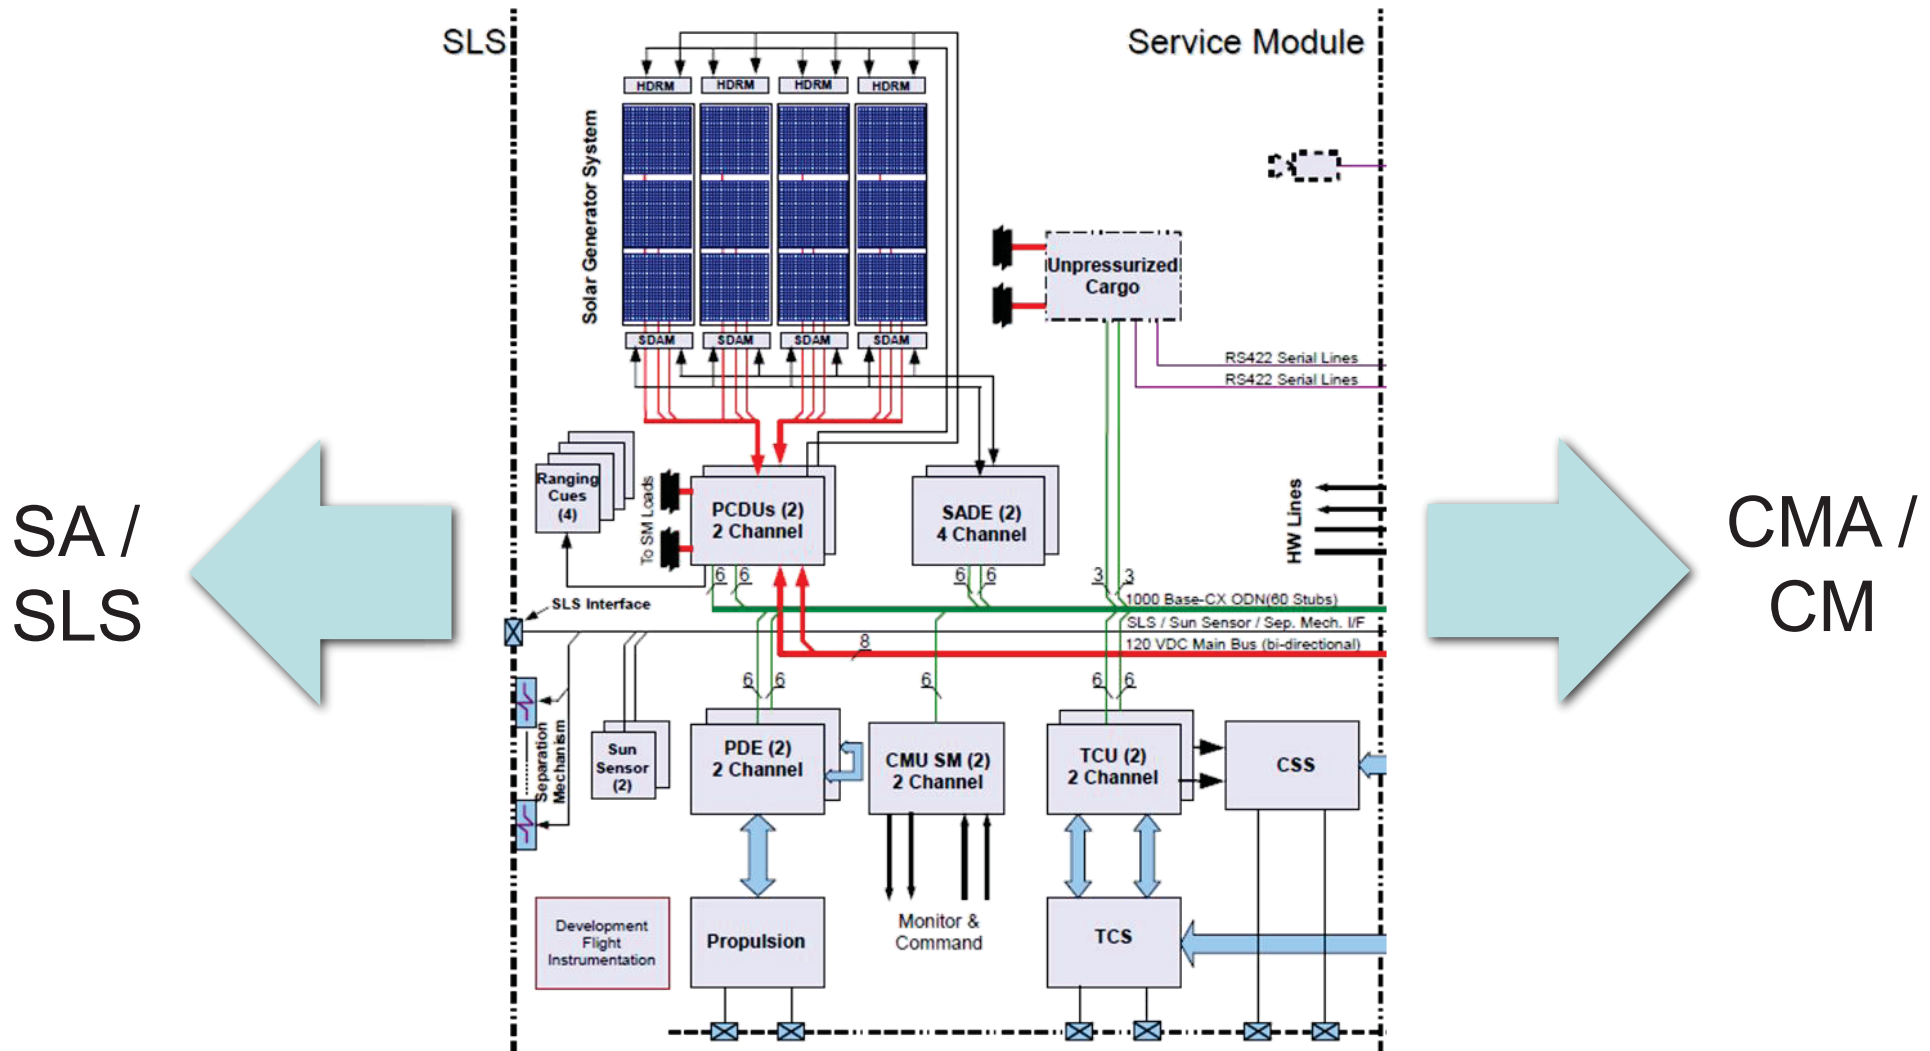 SLS
Service Module
HDRM
HDRM
HDRM
HDRM
Solar Generator System
SDAM
SDAM
SDAM
SDAM
Unpressurized
Cargo
RS422 Serial Lines
RS422 Serial Lines
Ranging
Cues
(4)
To SM Loads
PCDUs (2)
2 Channel
SADE (2)
4 Channel
HW Lines
SA /
SLS
CMA /
CM
6
6
6
6
3
3
SLS Interface
1000 Base-CX ODN(60 Stubs)
SLS / Sun Sensor / Sep. Mech. I/F
120 VDC Main Bus (bi-directional)
8
6
6
6
6
6
Separation
Mechanism
Sun
Sensor
(2)
PDE (2)
2 Channel
CMU SM (2)
2 Channel
TCU (2)
2 Channel
CSS
Development
Flight
Instrumentation
Propulsion
Monitor &
Command
TCS